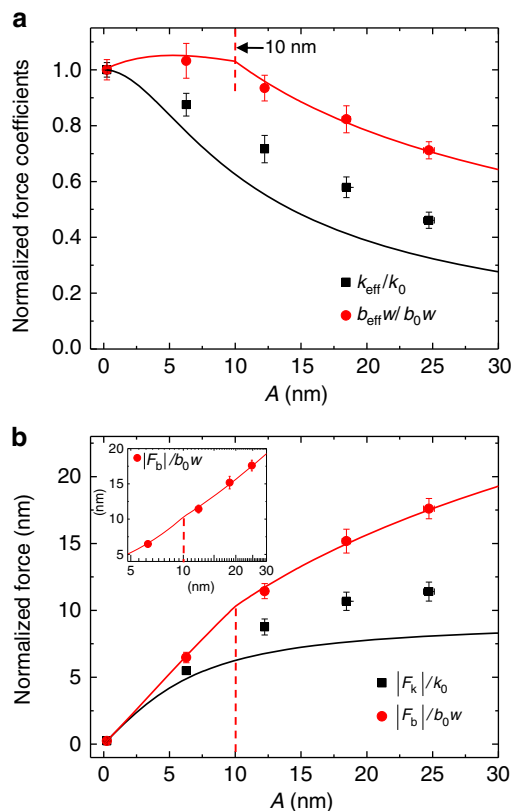 a
10 nm
Normalized force coefficients
1.0
0.8
0.6
0.4
0.2
0.0
k_eff/k_0
b_effw/b_0w
0 5 10 15 20 25 30
A (nm)
b
Normalized force (nm)
20
15
10
5
0
|F_b|/b_0w
(nm)
20
15
10
5
5 10 20 30
(nm)
|F_k|/k_0
|F_b|/b_0w
0 5 10 15 20 25 30
A (nm)